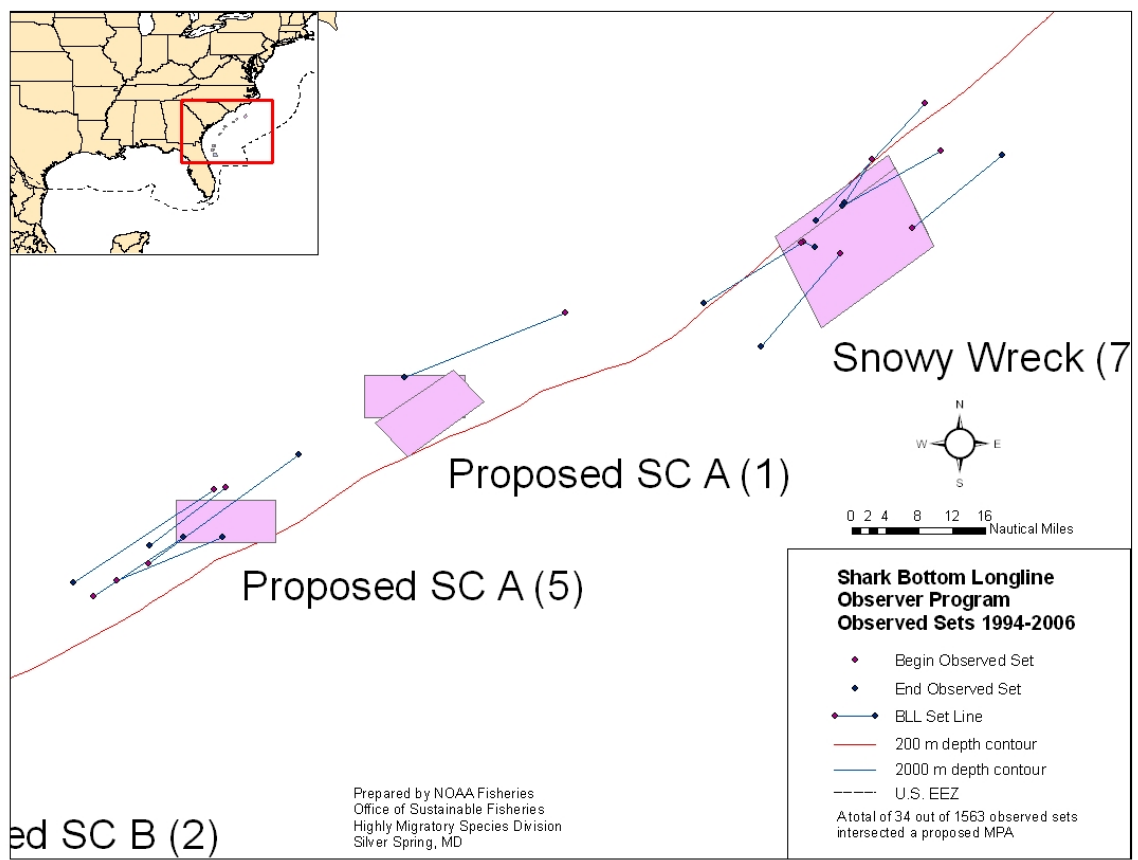 Snowy Wreck (7
N
W E
S
Proposed SC A (1)
0 2 4 8 12 16
Nautical Miles
Proposed SC A (5)
Shark Bottom Longline
Observer Program
Observed Sets 1994-2006
Begin Observed Set
End Observed Set
BLL Set Line
200 m depth contour
2000 m depth contour
U.S. EEZ
A total of 34 out of 1563 observed sets
intersected a proposed MPA
Prepared by NOAA Fisheries
Office of Sustainable Fisheries
Highly Migratory Species Division
Silver Spring, MD
ed SC B (2)